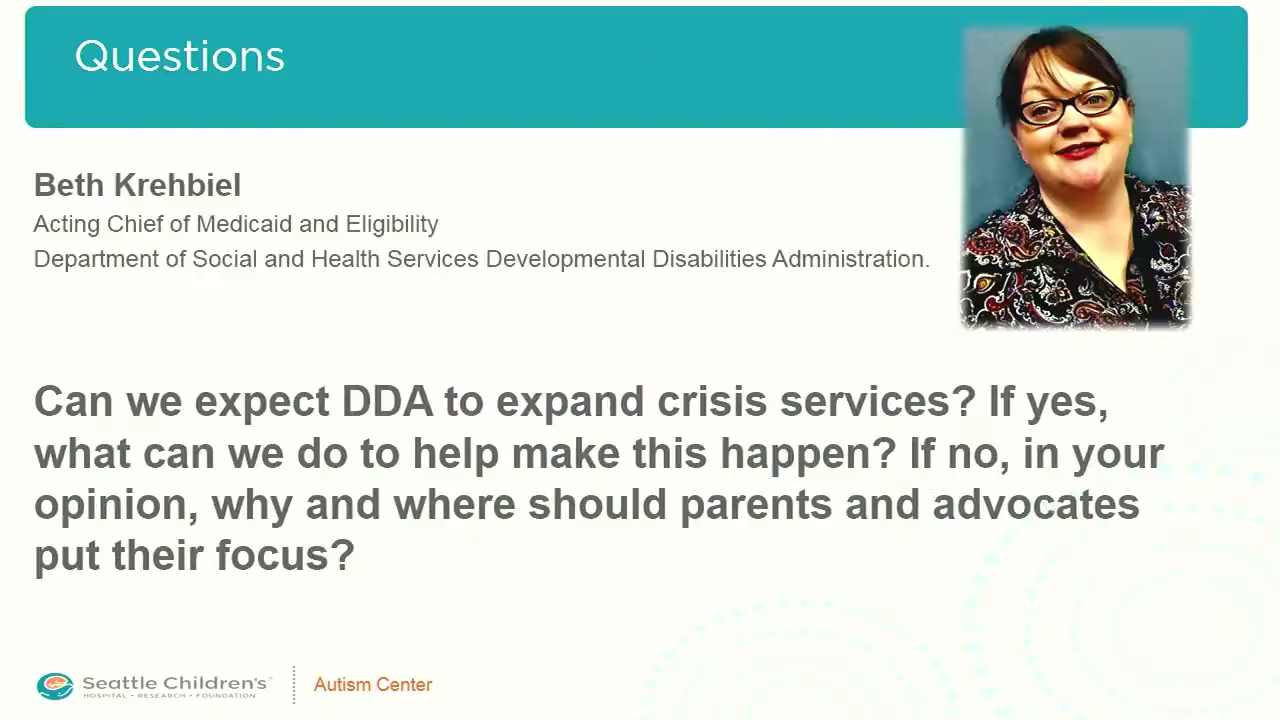 Questions
Beth Krehbiel
Acting Chief of Medicaid and Eligibility
Department of Social and Health Services Developmental Disabilities Administration.
Can we expect DDA to expand crisis services? If yes,
what can we do to help make this happen? If no, in your
opinion, why and where should parents and advocates
put their focus?
Seattle Children's
HOSPITAL • RESEARCH • FOUNDATION
Autism Center